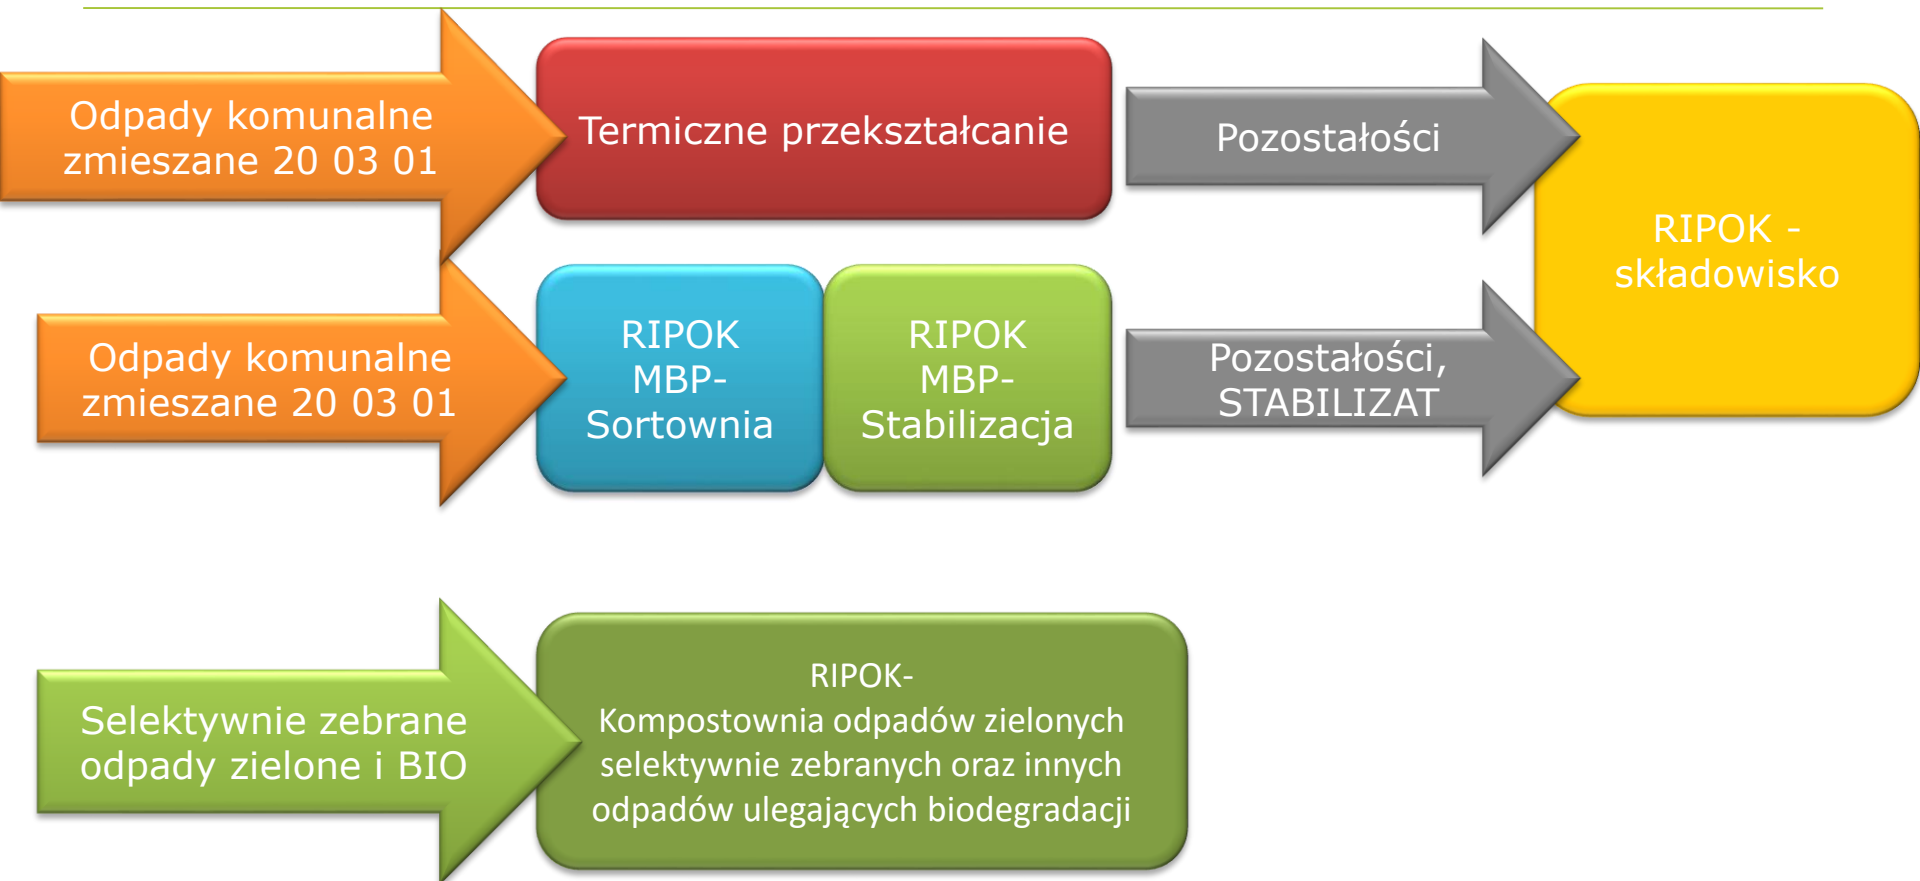 Odpady komunalne
zmieszane 20 03 01
Termiczne przekształcanie
Pozostałości
RIPOK -
składowisko
Odpady komunalne
zmieszane 20 03 01
RIPOK
MBP-
Sortownia
RIPOK
MBP-
Stabilizacja
Pozostałości,
STABILIZAT
Selektywnie zebrane
odpady zielone i BIO
RIPOK-
Kompostownia odpadów zielonych
selektywnie zebranych oraz innych
odpadów ulegających biodegradacji